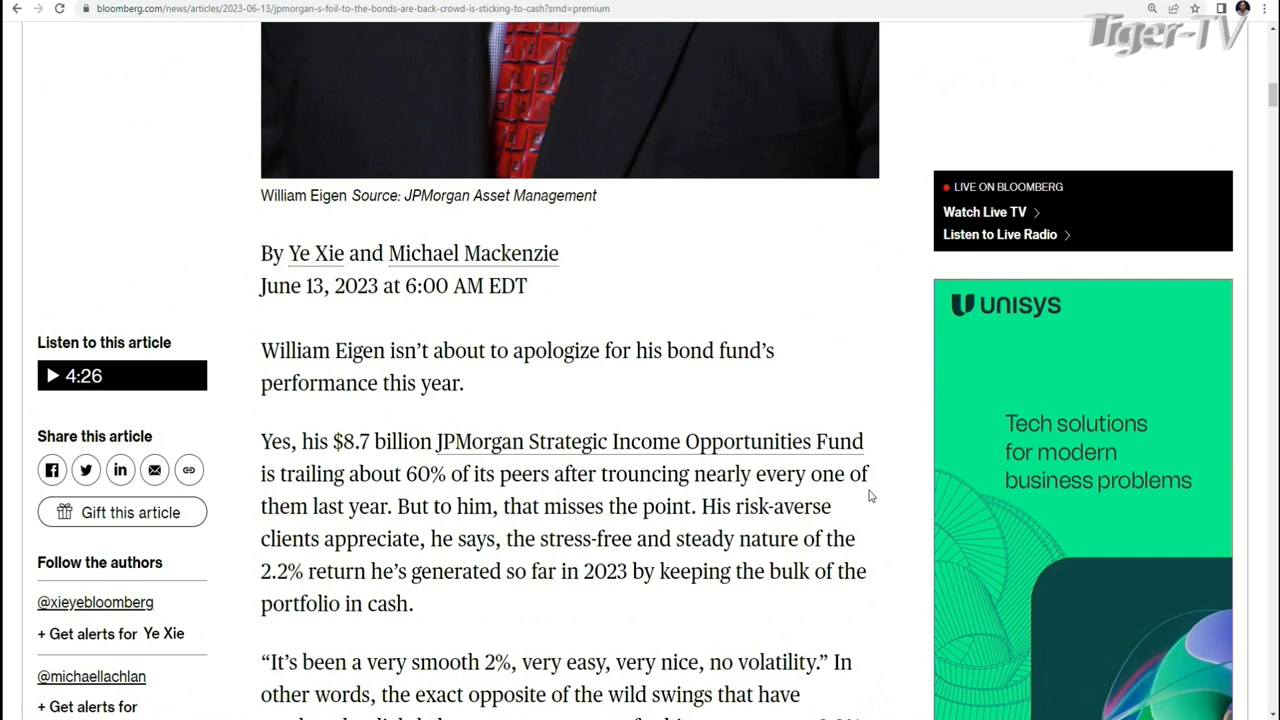 bloomberg.com/news/articles/2023-06-13/jpmorgan-s-foil-to-the-bonds-are-back-crowd-is-sticking-to-cash?srnd=premium
Tiger-TV
William Eigen Source: JPMorgan Asset Management
LIVE ON BLOOMBERG
Watch Live TV
Listen to Live Radio
By Ye Xie and Michael Mackenzie
June 13, 2023 at 6:00 AM EDT
UNISYS
Listen to this article
4:26
William Eigen isn’t about to apologize for his bond fund’s
performance this year.
Tech solutions
for modern
business problems
Share this article
Gift this article
Yes, his $8.7 billion JPMorgan Strategic Income Opportunities Fund
is trailing about 60% of its peers after trouncing nearly every one of
them last year. But to him, that misses the point. His risk-averse
clients appreciate, he says, the stress-free and steady nature of the
2.2% return he’s generated so far in 2023 by keeping the bulk of the
portfolio in cash.
Follow the authors
@xieyebloomberg
+ Get alerts for Ye Xie
@michaellachlan
+ Get alerts for
“It’s been a very smooth 2%, very easy, very nice, no volatility.” In
other words, the exact opposite of the wild swings that have